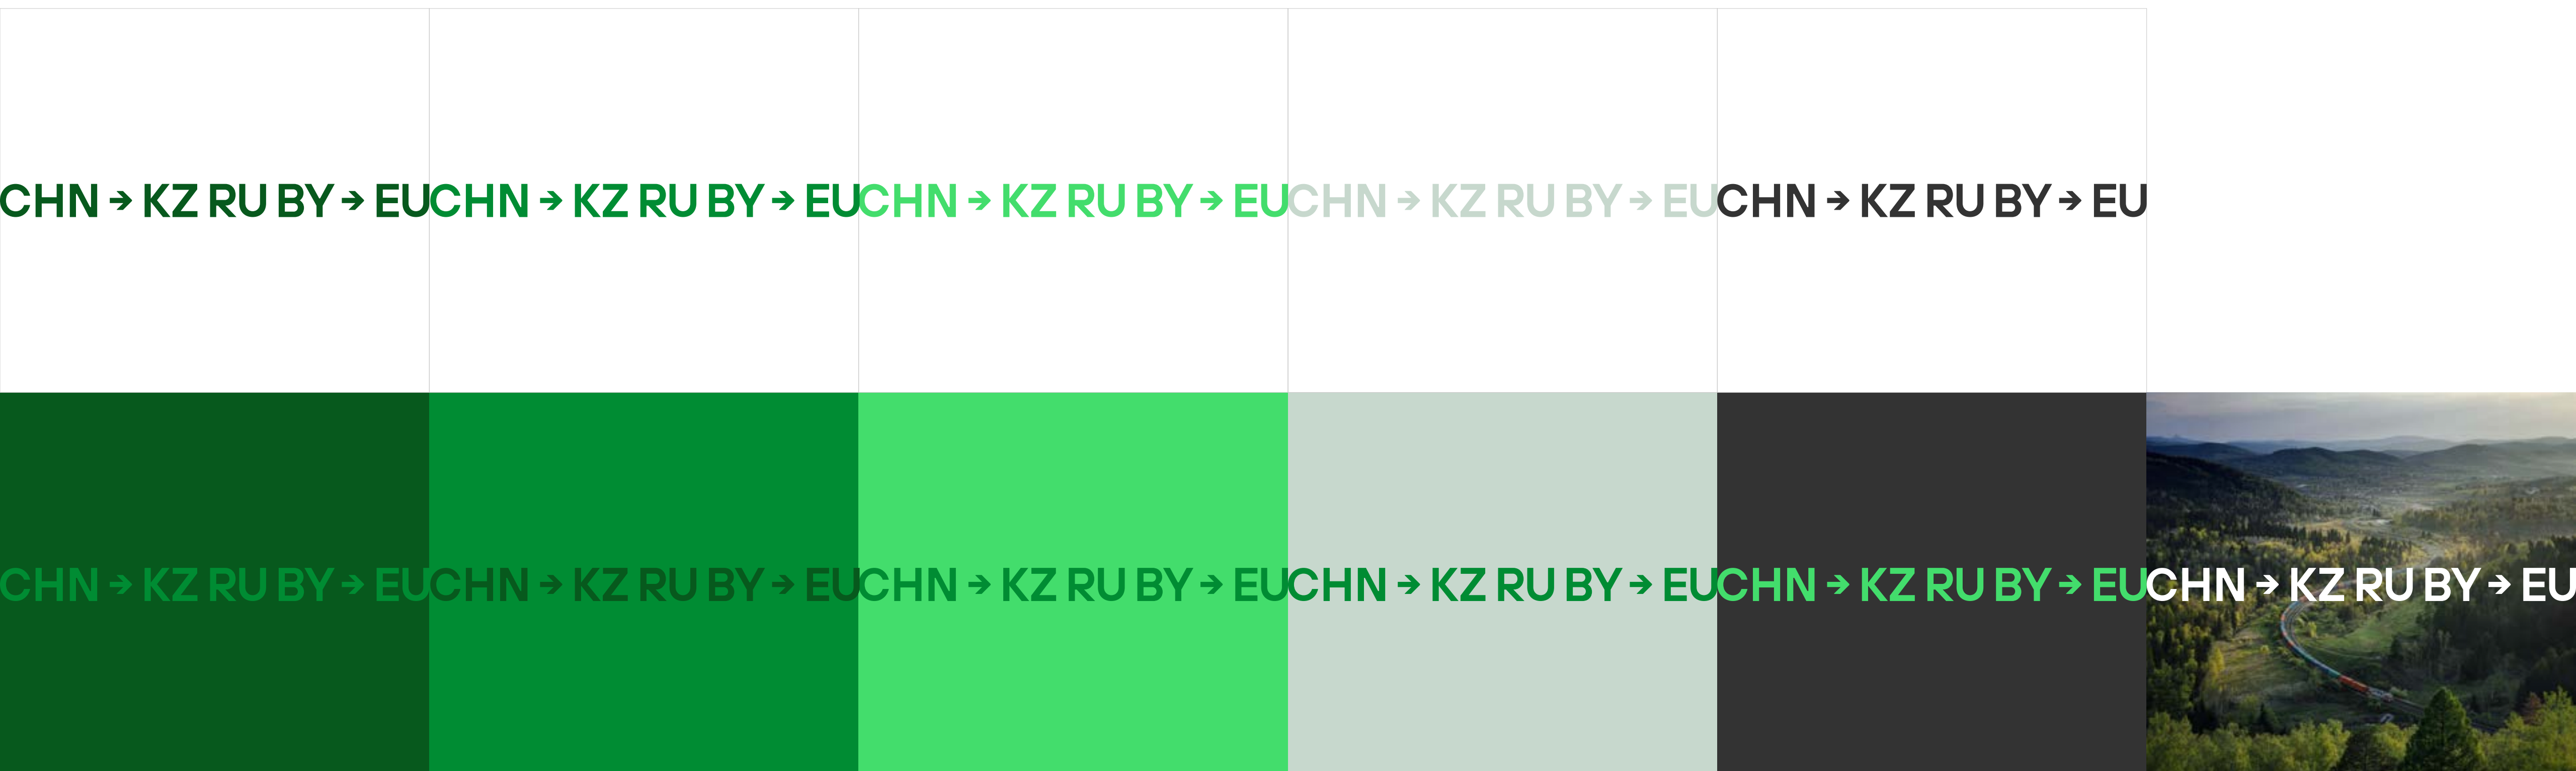 CHN → KZ RU BY → EU CHN → KZ RU BY → EU CHN → KZ RU BY → EU CHN → KZ RU BY → EU CHN → KZ RU BY → EU
CHN → KZ RU BY → EU CHN → KZ RU BY → EU CHN → KZ RU BY → EU CHN → KZ RU BY → EU CHN → KZ RU BY → EU CHN → KZ RU BY → EU